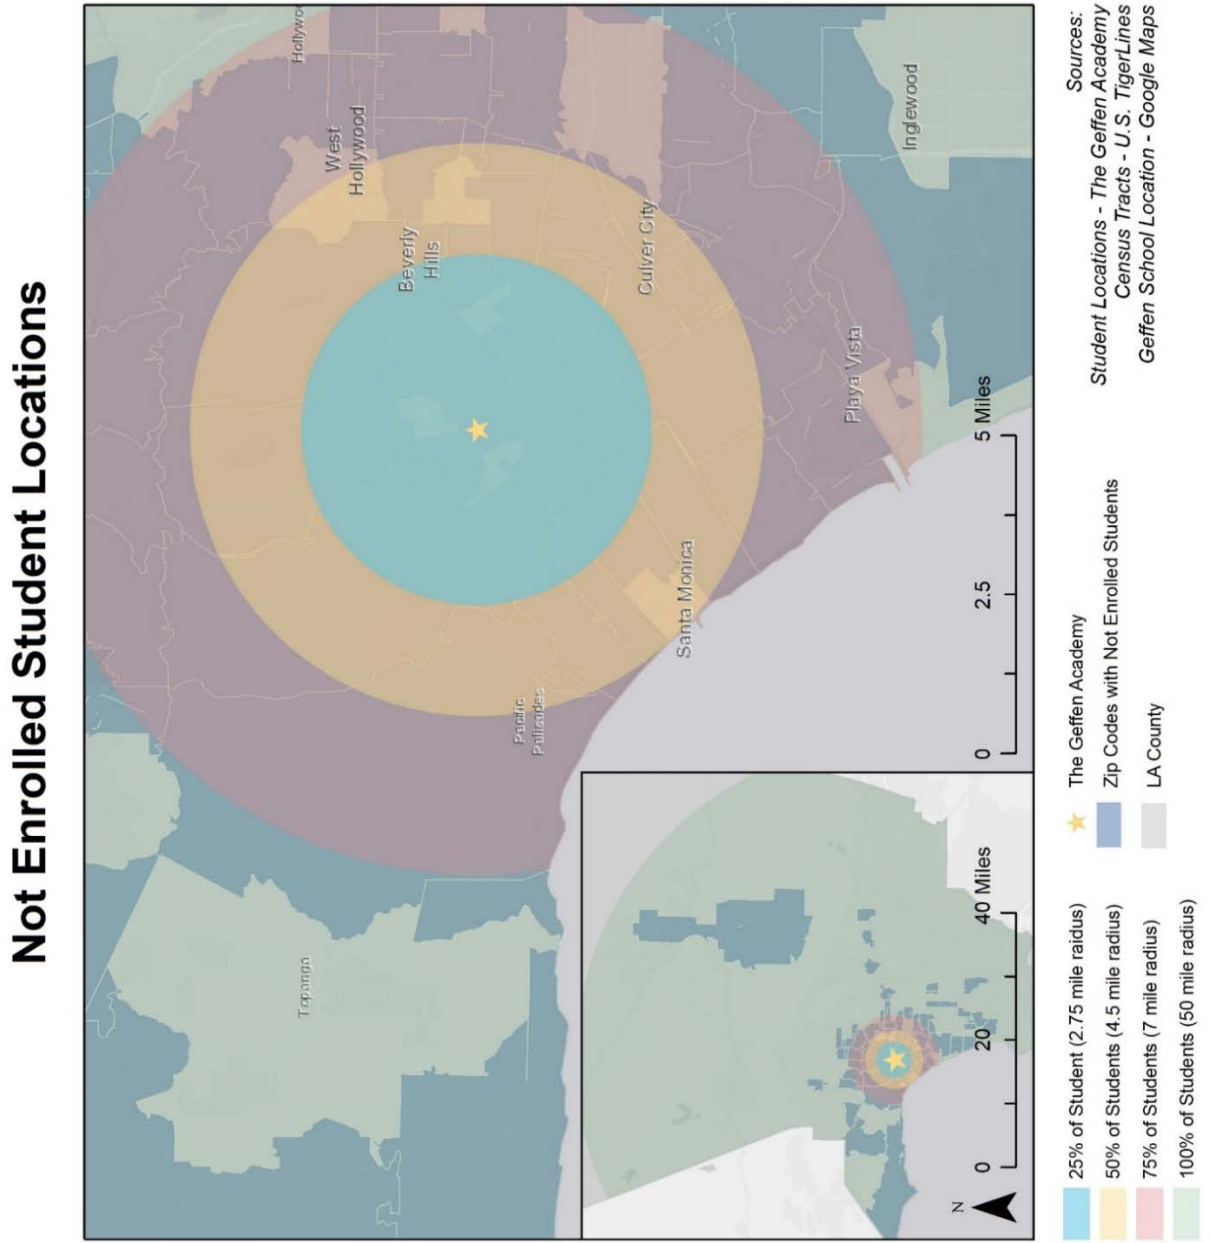 Not Enrolled Student Locations
Hollywo
West
Hollywood
Beverly
Hills
Culver City
Inglewood
Playa Vista
Santa Monica
Pacific
Palisades
Topanga
0 2.5 5 Miles
N
0 20 40 Miles
25% of Student (2.75 mile raidus)
50% of Students (4.5 mile radius)
75% of Students (7 mile radius)
100% of Students (50 mile radius)
The Geffen Academy
Zip Codes with Not Enrolled Students
LA County
Sources:
Student Locations - The Geffen Academy
Census Tracts - U.S. TigerLines
Geffen School Location - Google Maps